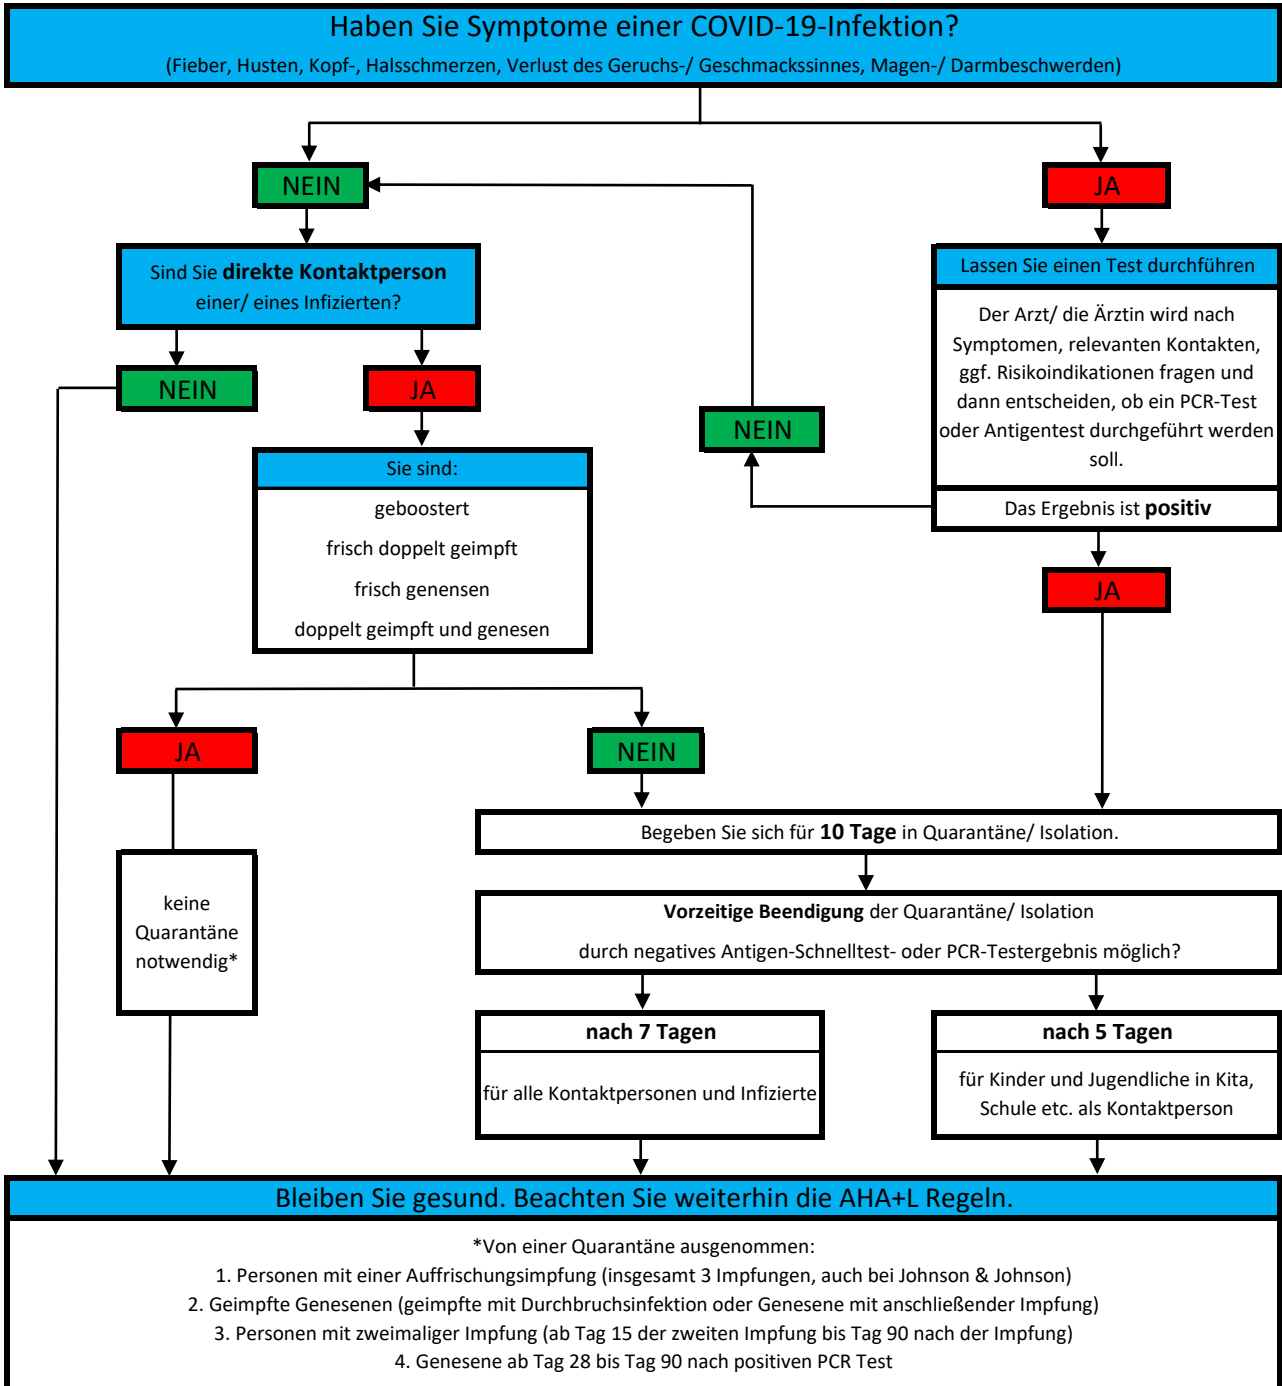 Haben Sie Symptome einer COVID-19-Infektion?
(Fieber, Husten, Kopf-, Halsschmerzen, Verlust des Geruchs-/ Geschmackssinnes, Magen-/ Darmbeschwerden)
NEIN
JA
Sind Sie direkte Kontaktperson
einer/ eines Infizierten?
Lassen Sie einen Test durchführen
Der Arzt/ die Ärztin wird nach
Symptomen, relevanten Kontakten,
ggf. Risikoindikationen fragen und
dann entscheiden, ob ein PCR-Test
oder Antigentest durchgeführt werden
soll.
NEIN
JA
NEIN
Sie sind:
geboostert
frisch doppelt geimpft
frisch genensen
doppelt geimpft und genesen
Das Ergebnis ist positiv
JA
JA
NEIN
Begeben Sie sich für 10 Tage in Quarantäne/ Isolation.
keine
Quarantäne
notwendig*
Vorzeitige Beendigung der Quarantäne/ Isolation
durch negatives Antigen-Schnelltest- oder PCR-Testergebnis möglich?
nach 7 Tagen
für alle Kontaktpersonen und Infizierte
nach 5 Tagen
für Kinder und Jugendliche in Kita,
Schule etc. als Kontaktperson
Bleiben Sie gesund. Beachten Sie weiterhin die AHA+L Regeln.
*Von einer Quarantäne ausgenommen:
1. Personen mit einer Auffrischungsimpfung (insgesamt 3 Impfungen, auch bei Johnson & Johnson)
2. Geimpfte Genesenen (geimpfte mit Durchbruchsinfektion oder Genesene mit anschließender Impfung)
3. Personen mit zweimaliger Impfung (ab Tag 15 der zweiten Impfung bis Tag 90 nach der Impfung)
4. Genesene ab Tag 28 bis Tag 90 nach positiven PCR Test